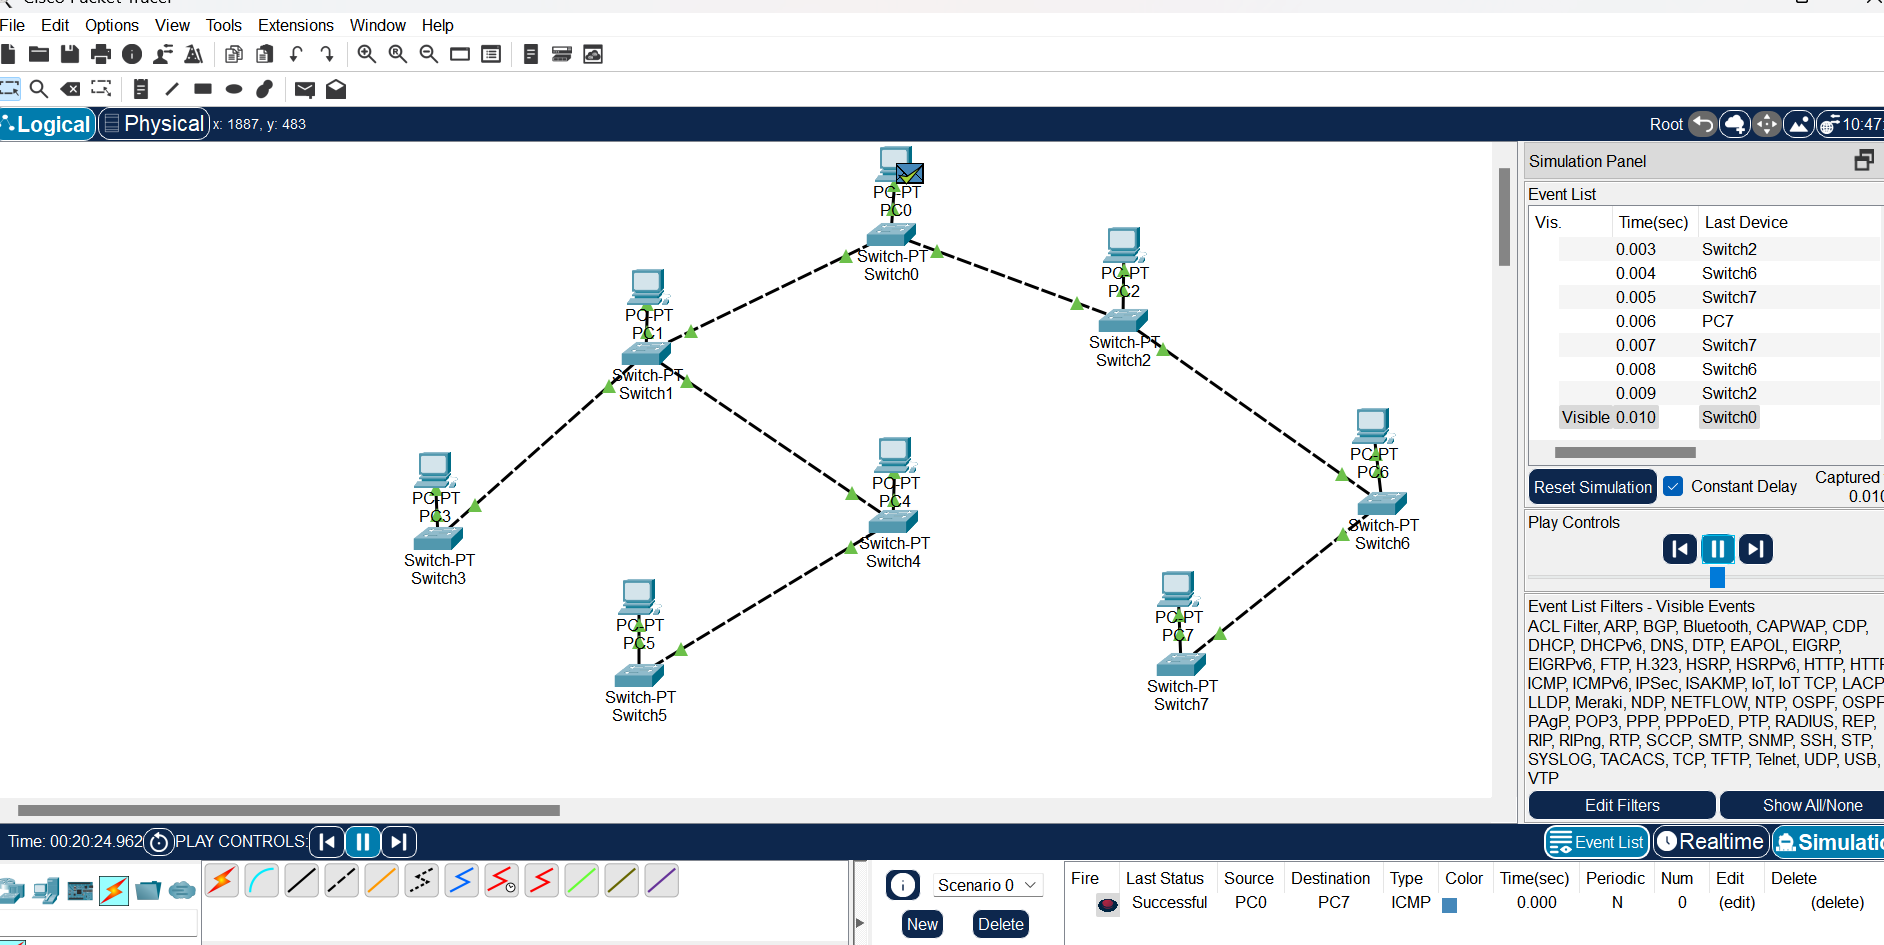 Cisco Packet Tracer
File Edit Options View Tools Extensions Window Help
Logical Physical x: 1887, y: 483 Root 10:47:
PC-PT
PC0
Switch-PT
Switch0
PC-PT
PC2
Switch-PT
Switch2
PC-PT
PC1
Switch-PT
Switch1
PC-PT
PC3
Switch-PT
Switch3
PC-PT
PC4
Switch-PT
Switch4
PC-PT
PC6
Switch-PT
Switch6
PC-PT
PC5
Switch-PT
Switch5
PC-PT
PC7
Switch-PT
Switch7
Simulation Panel
Event List
Vis. Time(sec) Last Device
0.003 Switch2
0.004 Switch6
0.005 Switch7
0.006 PC7
0.007 Switch7
0.008 Switch6
0.009 Switch2
Visible 0.010 Switch0
Reset Simulation Constant Delay Captured
0.010
Play Controls
Event List Filters - Visible Events
ACL Filter, ARP, BGP, Bluetooth, CAPWAP, CDP,
DHCP, DHCPv6, DNS, DTP, EAPOL, EIGRP,
EIGRPv6, FTP, H.323, HSRP, HSRPv6, HTTP, HTTP
ICMP, ICMPv6, IPSec, ISAKMP, IoT, IoT TCP, LACP
LLDP, Meraki, NDP, NETFLOW, NTP, OSPF, OSPF
PAgP, POP3, PPP, PPPoED, PTP, RADIUS, REP,
RIP, RIPng, RTP, SCCP, SMTP, SNMP, SSH, STP,
SYSLOG, TACACS, TCP, TFTP, Telnet, UDP, USB,
VTP
Edit Filters Show All/None
Time: 00:20:24.962 PLAY CONTROLS: Event List Realtime Simulatio
Scenario 0
New Delete
Fire Last Status Source Destination Type Color Time(sec) Periodic Num Edit Delete
Successful PC0 PC7 ICMP 0.000 N 0 (edit) (delete)